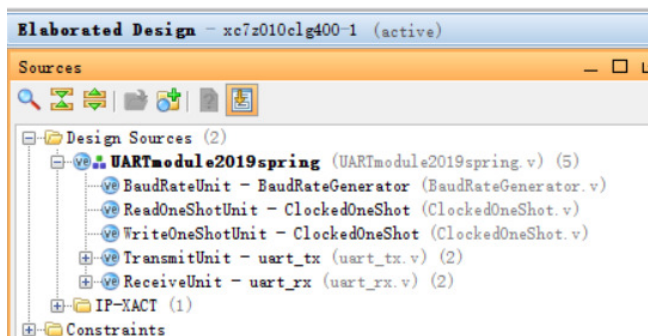 Elaborated Design - xc7z010clg400-1 (active)
Sources
Design Sources (2)
UARTmodule2019spring (UARTmodule2019spring.v) (5)
BaudRateUnit - BaudRateGenerator (BaudRateGenerator.v)
ReadOneShotUnit - ClockedOneShot (ClockedOneShot.v)
WriteOneShotUnit - ClockedOneShot (ClockedOneShot.v)
TransmitUnit - uart_tx (uart_tx.v) (2)
ReceiveUnit - uart_rx (uart_rx.v) (2)
IP-XACT (1)
Constraints